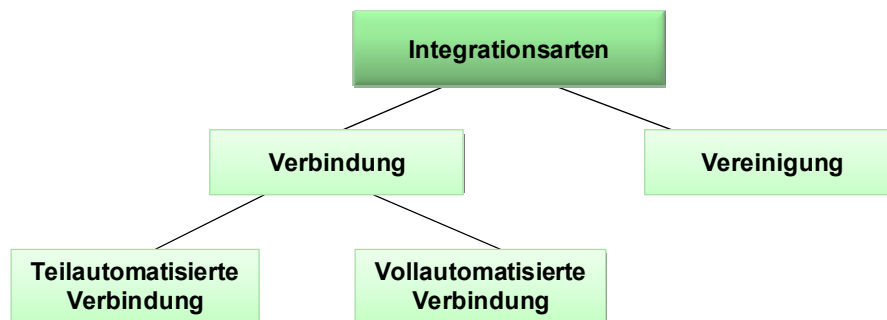 Integrationsarten
Verbindung
Vereinigung
Teilautomatisierte
Verbindung
Vollautomatisierte
Verbindung